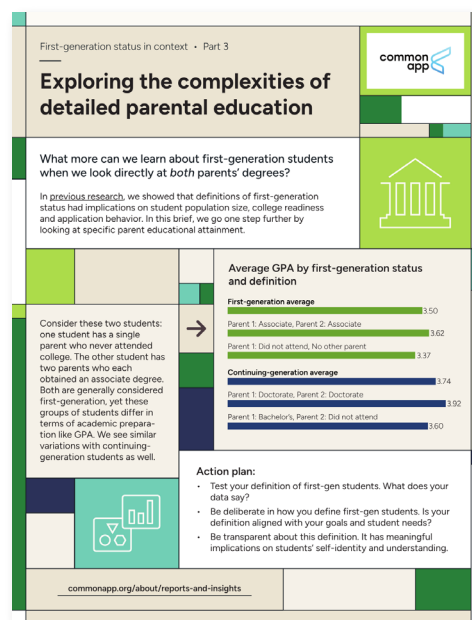 First-generation status in context • Part 3
common
app
Exploring the complexities of
detailed parental education
What more can we learn about first-generation students
when we look directly at both parents' degrees?
In previous research, we showed that definitions of first-generation
status had implications on student population size, college readiness
and application behavior. In this brief, we go one step further by
looking at specific parent educational attainment.
Consider these two students:
one student has a single
parent who never attended
college. The other student has
two parents who each
obtained an associate degree.
Both are generally considered
first-generation, yet these
groups of students differ in
terms of academic prepara-
tion like GPA. We see similar
variations with continuing-
generation students as well.
Average GPA by first-generation status
and definition
First-generation average
3.50
Parent 1: Associate, Parent 2: Associate
3.62
Parent 1: Did not attend, No other parent
3.37
Continuing-generation average
3.74
Parent 1: Doctorate, Parent 2: Doctorate
3.92
Parent 1: Bachelor's, Parent 2: Did not attend
3.60
Action plan:
• Test your definition of first-gen students. What does your
data say?
• Be deliberate in how you define first-gen students. Is your
definition aligned with your goals and student needs?
• Be transparent about this definition. It has meaningful
implications on students' self-identity and understanding.
commonapp.org/about/reports-and-insights